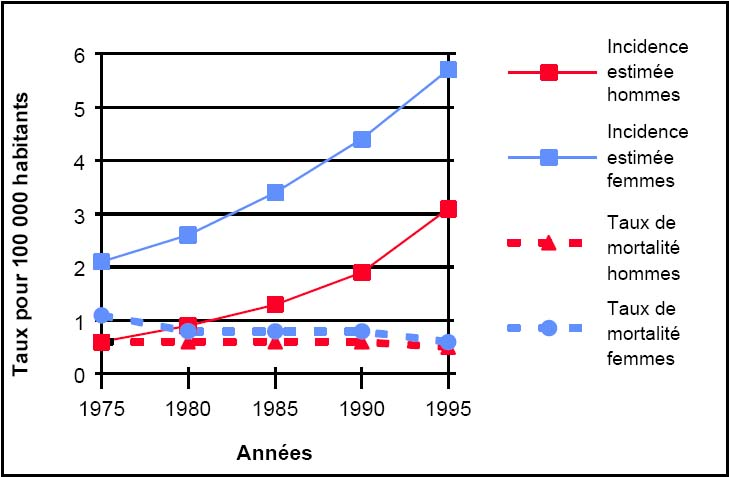 6
5
4
3
2
1
0
1975 1980 1985 1990 1995
Taux pour 100 000 habitants
Années
Incidence
estimée
hommes
Incidence
estimée
femmes
Taux de
mortalité
hommes
Taux de
mortalité
femmes